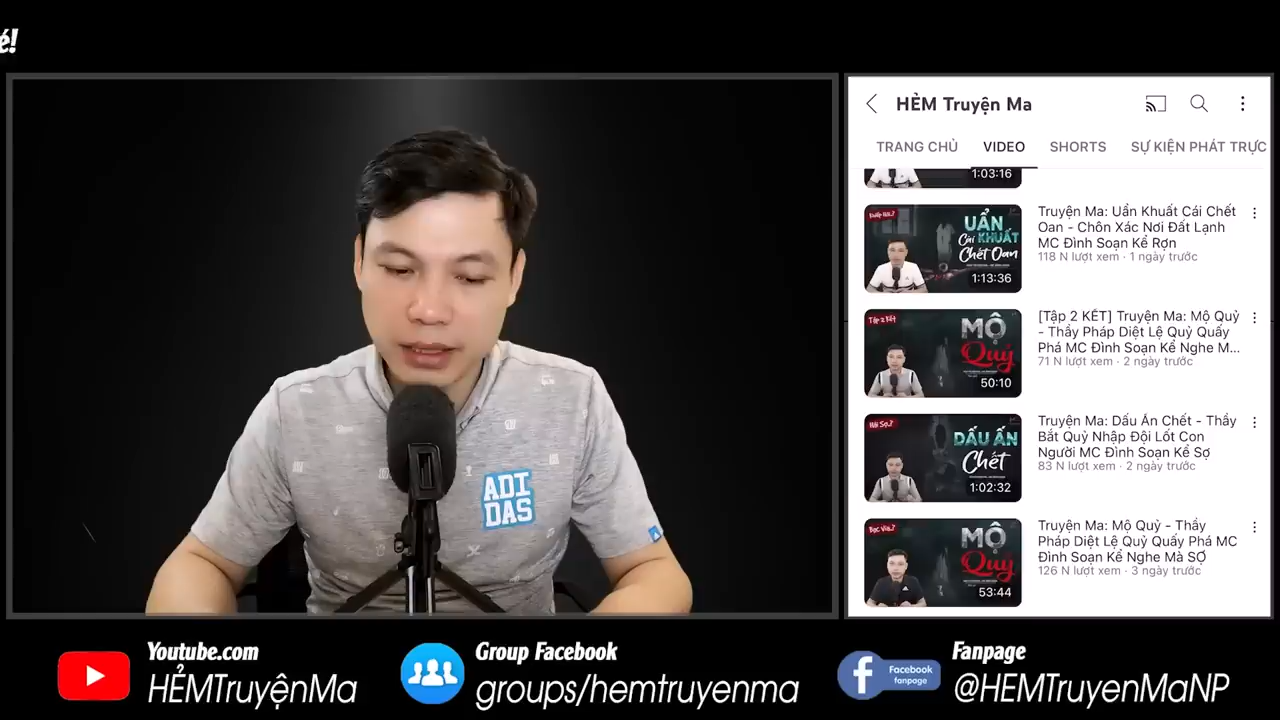 é!
HẺM Truyện Ma
TRANG CHỦ VIDEO SHORTS SỰ KIỆN PHÁT TRỰC
1:03:16
UẨN
Cái KHUẤT
Chết Oan
1:13:36
Truyện Ma: Uẩn Khuất Cái Chết
Oan - Chôn Xác Nơi Đất Lạnh
MC Đình Soạn Kể Rợn
118 N lượt xem · 1 ngày trước
Tập 2 Kết
MỘ
Quỷ
50:10
[Tập 2 KẾT] Truyện Ma: Mộ Quỷ
- Thầy Pháp Diệt Lệ Quỷ Quấy
Phá MC Đình Soạn Kể Nghe M...
71 N lượt xem · 2 ngày trước
DẤU ẤN
Chết
1:02:32
Truyện Ma: Dấu Ấn Chết - Thầy
Bắt Quỷ Nhập Đội Lốt Con
Người MC Đình Soạn Kể Sợ
83 N lượt xem · 2 ngày trước
MỘ
Quỷ
53:44
Truyện Ma: Mộ Quỷ - Thầy
Pháp Diệt Lệ Quỷ Quấy Phá MC
Đình Soạn Kể Nghe Mà SỢ
126 N lượt xem · 3 ngày trước
ADI
DAS
Youtube.com
HẺMTruyệnMa
Group Facebook
groups/hemtruyenma
Facebook
fanpage
Fanpage
@HEMTruyenMaNP